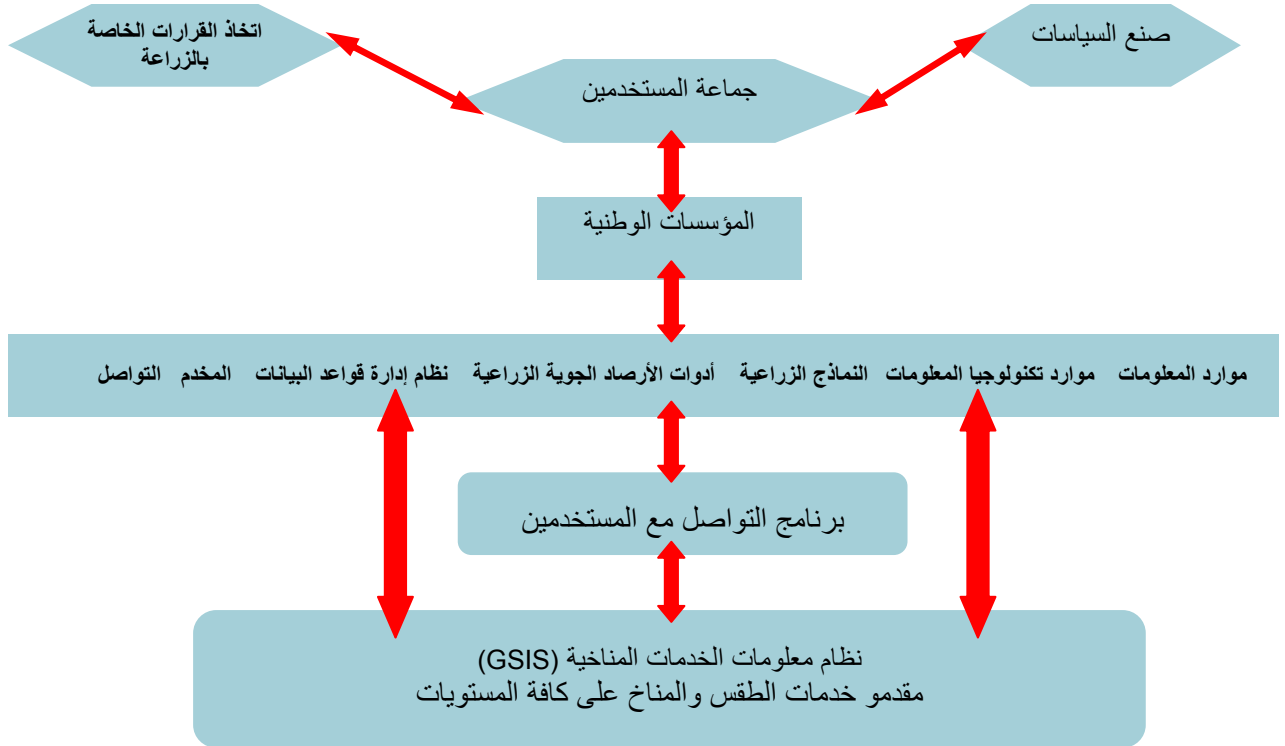 صنع السياسات
اتخاذ القرارات الخاصة
بالزراعة
جماعة المستخدمين
المؤسسات الوطنية
موارد المعلومات موارد تكنولوجيا المعلومات النماذج الزراعية أدوات الأرصاد الجوية الزراعية نظام إدارة قواعد البيانات المخدم التواصل
برنامج التواصل مع المستخدمين
نظام معلومات الخدمات المناخية (GSIS)
مقدمو خدمات الطقس والمناخ على كافة المستويات